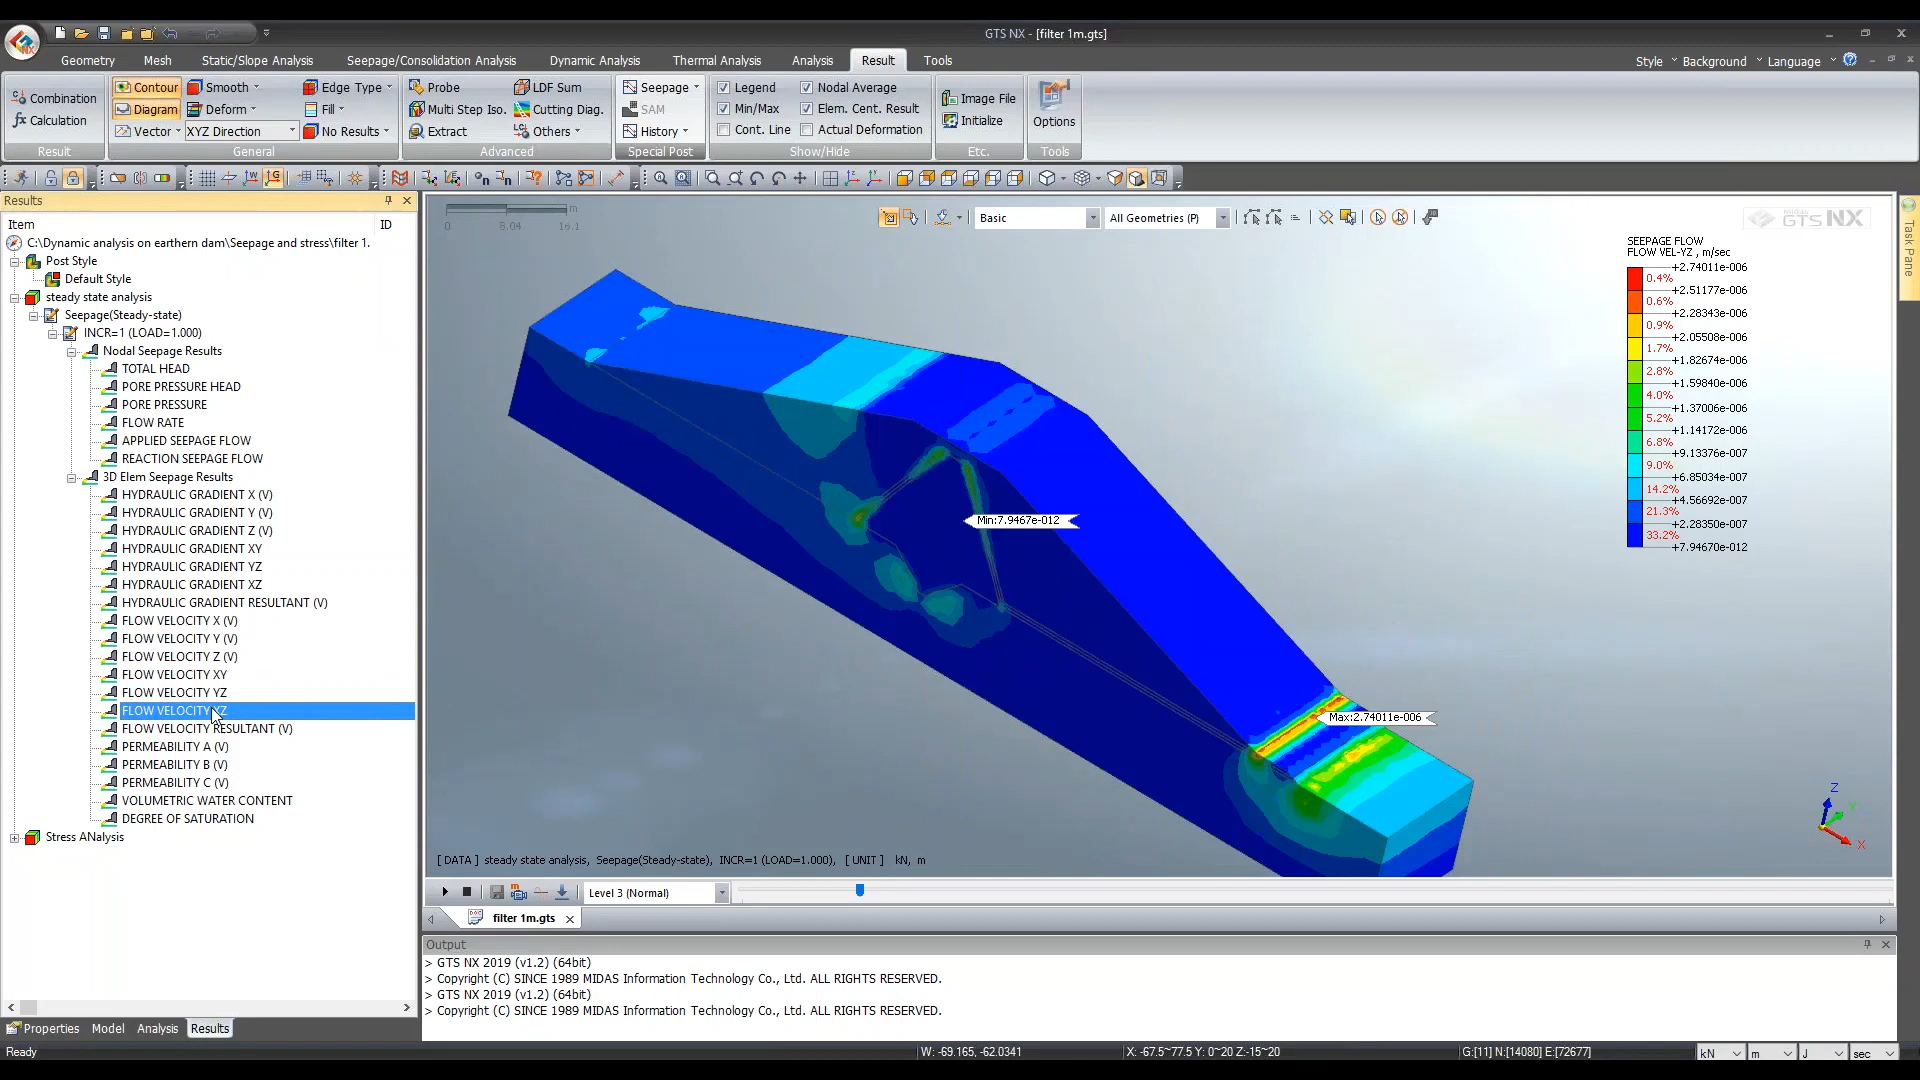 GTS NX - [filter 1m.gts]
Geometry Mesh Static/Slope Analysis Seepage/Consolidation Analysis Dynamic Analysis Thermal Analysis Analysis Result Tools
Style Background Language
Combination
Calculation
Result
Contour Smooth Edge Type
Diagram Deform Fill
Vector XYZ Direction No Results
General
Probe LDF Sum
Multi Step Iso. Cutting Diag.
Extract Others
Advanced
Seepage
SAM
History
Special Post
Legend Nodal Average
Min/Max Elem. Cent. Result
Cont. Line Actual Deformation
Show/Hide
Image File
Initialize
Etc.
Options
Tools
Results
Item ID
C:\Dynamic analysis on earthern dam\Seepage and stress\filter 1.
Post Style
Default Style
steady state analysis
Seepage(Steady-state)
INCR=1 (LOAD=1.000)
Nodal Seepage Results
TOTAL HEAD
PORE PRESSURE HEAD
PORE PRESSURE
FLOW RATE
APPLIED SEEPAGE FLOW
REACTION SEEPAGE FLOW
3D Elem Seepage Results
HYDRAULIC GRADIENT X (V)
HYDRAULIC GRADIENT Y (V)
HYDRAULIC GRADIENT Z (V)
HYDRAULIC GRADIENT XY
HYDRAULIC GRADIENT YZ
HYDRAULIC GRADIENT XZ
HYDRAULIC GRADIENT RESULTANT (V)
FLOW VELOCITY X (V)
FLOW VELOCITY Y (V)
FLOW VELOCITY Z (V)
FLOW VELOCITY XY
FLOW VELOCITY YZ
FLOW VELOCITY
FLOW VELOCITY RESULTANT (V)
PERMEABILITY A (V)
PERMEABILITY B (V)
PERMEABILITY C (V)
VOLUMETRIC WATER CONTENT
DEGREE OF SATURATION
Stress ANalysis
Properties Model Analysis Results
Basic All Geometries (P)
0 8.04 16.1 m
MIDAS GTS NX
SEEPAGE FLOW
FLOW VEL-YZ , m/sec
+2.74011e-006
0.4%
+2.51177e-006
0.6%
+2.28343e-006
0.9%
+2.05508e-006
1.7%
+1.82674e-006
2.8%
+1.59840e-006
4.0%
+1.37006e-006
5.2%
+1.14172e-006
6.8%
+9.13376e-007
9.0%
+6.85034e-007
14.2%
+4.56692e-007
21.3%
+2.28350e-007
33.2%
+7.94670e-012
Min:7.9467e-012
Max:2.74011e-006
Z
Y
X
[ DATA ] steady state analysis, Seepage(Steady-state), INCR=1 (LOAD=1.000), [ UNIT ] kN, m
Level 3 (Normal)
filter 1m.gts
Output
> GTS NX 2019 (v1.2) (64bit)
> Copyright (C) SINCE 1989 MIDAS Information Technology Co., Ltd. ALL RIGHTS RESERVED.
> GTS NX 2019 (v1.2) (64bit)
> Copyright (C) SINCE 1989 MIDAS Information Technology Co., Ltd. ALL RIGHTS RESERVED.
Task Pane
Ready W: -69.165, -62.0341 X: -67.5~77.5 Y: 0~20 Z:-15~20 G:[11] N:[14080] E:[72677] kN m J sec